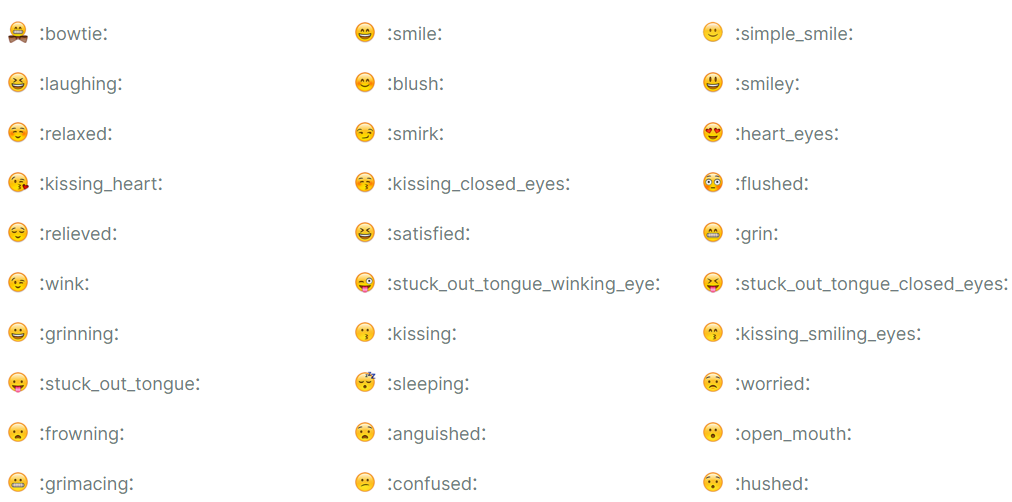 :bowtie: :smile: :simple_smile:
:laughing: :blush: :smiley:
:relaxed: :smirk: :heart_eyes:
:kissing_heart: :kissing_closed_eyes: :flushed:
:relieved: :satisfied: :grin:
:wink: :stuck_out_tongue_winking_eye: :stuck_out_tongue_closed_eyes:
:grinning: :kissing: :kissing_smiling_eyes:
:stuck_out_tongue: :sleeping: :worried:
:frowning: :anguished: :open_mouth:
:grimacing: :confused: :hushed: